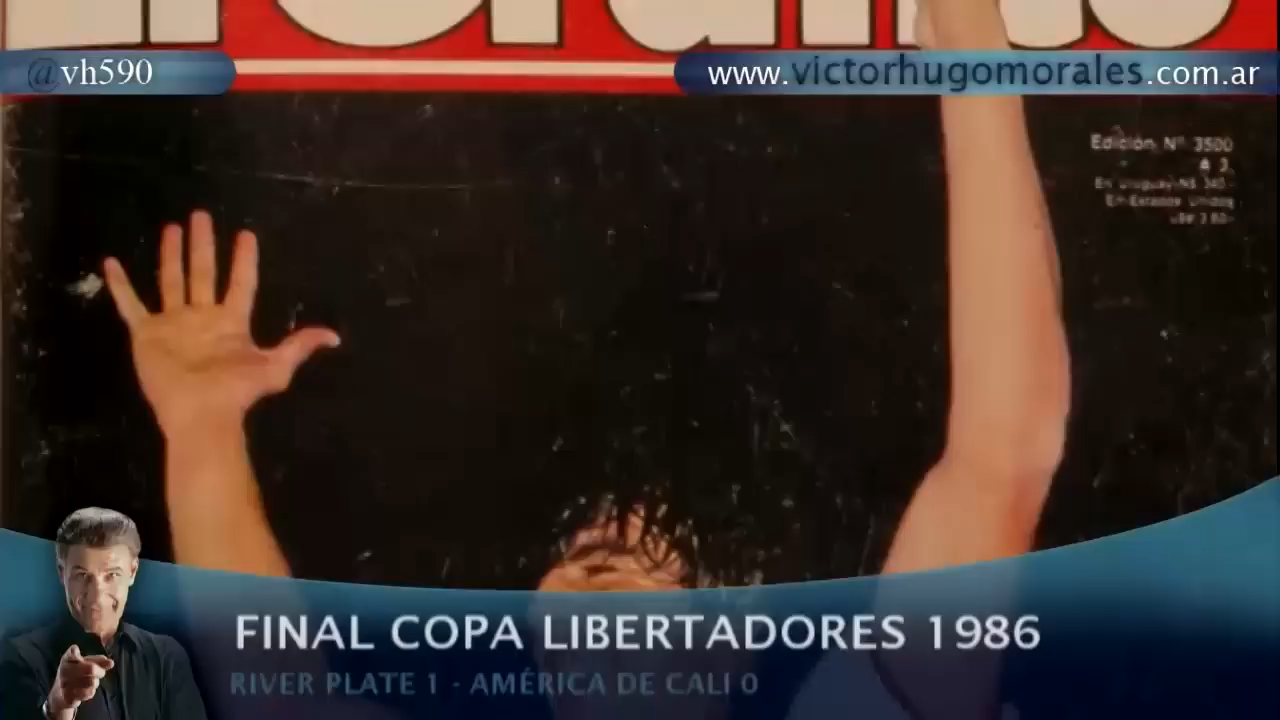 @vh590
www.victorhugomorales.com.ar
Edición Nº 3500
FINAL COPA LIBERTADORES 1986
RIVER PLATE 1 - AMÉRICA DE CALI 0